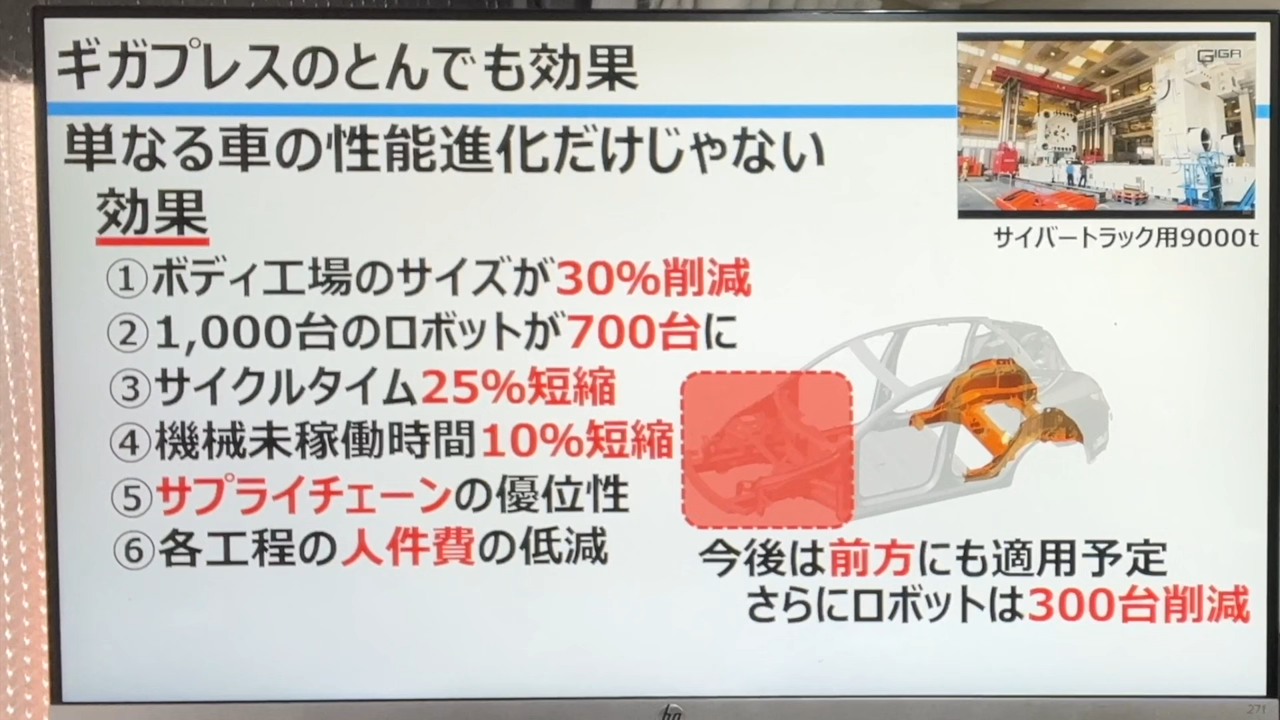 ギガプレスのとんでも効果
GIGA
単なる車の性能進化だけじゃない
効果
サイバートラック用9000t
①ボディ工場のサイズが30%削減
②1,000台のロボットが700台に
③サイクルタイム25%短縮
④機械未稼働時間10%短縮
⑤サプライチェーンの優位性
⑥各工程の人件費の低減
今後は前方にも適用予定
さらにロボットは300台削減
hp
27f